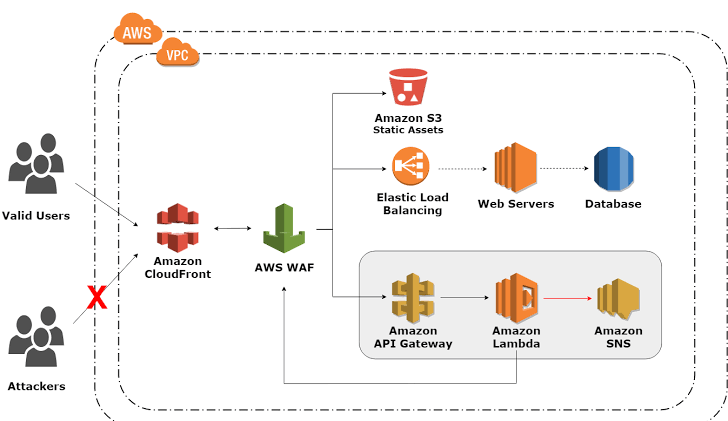 AWS
VPC
Amazon S3
Static Assets
Valid Users
Elastic Load
Balancing
Web Servers
Database
Amazon
CloudFront
AWS WAF
X
Amazon
API Gateway
Amazon
Lambda
Amazon
SNS
Attackers